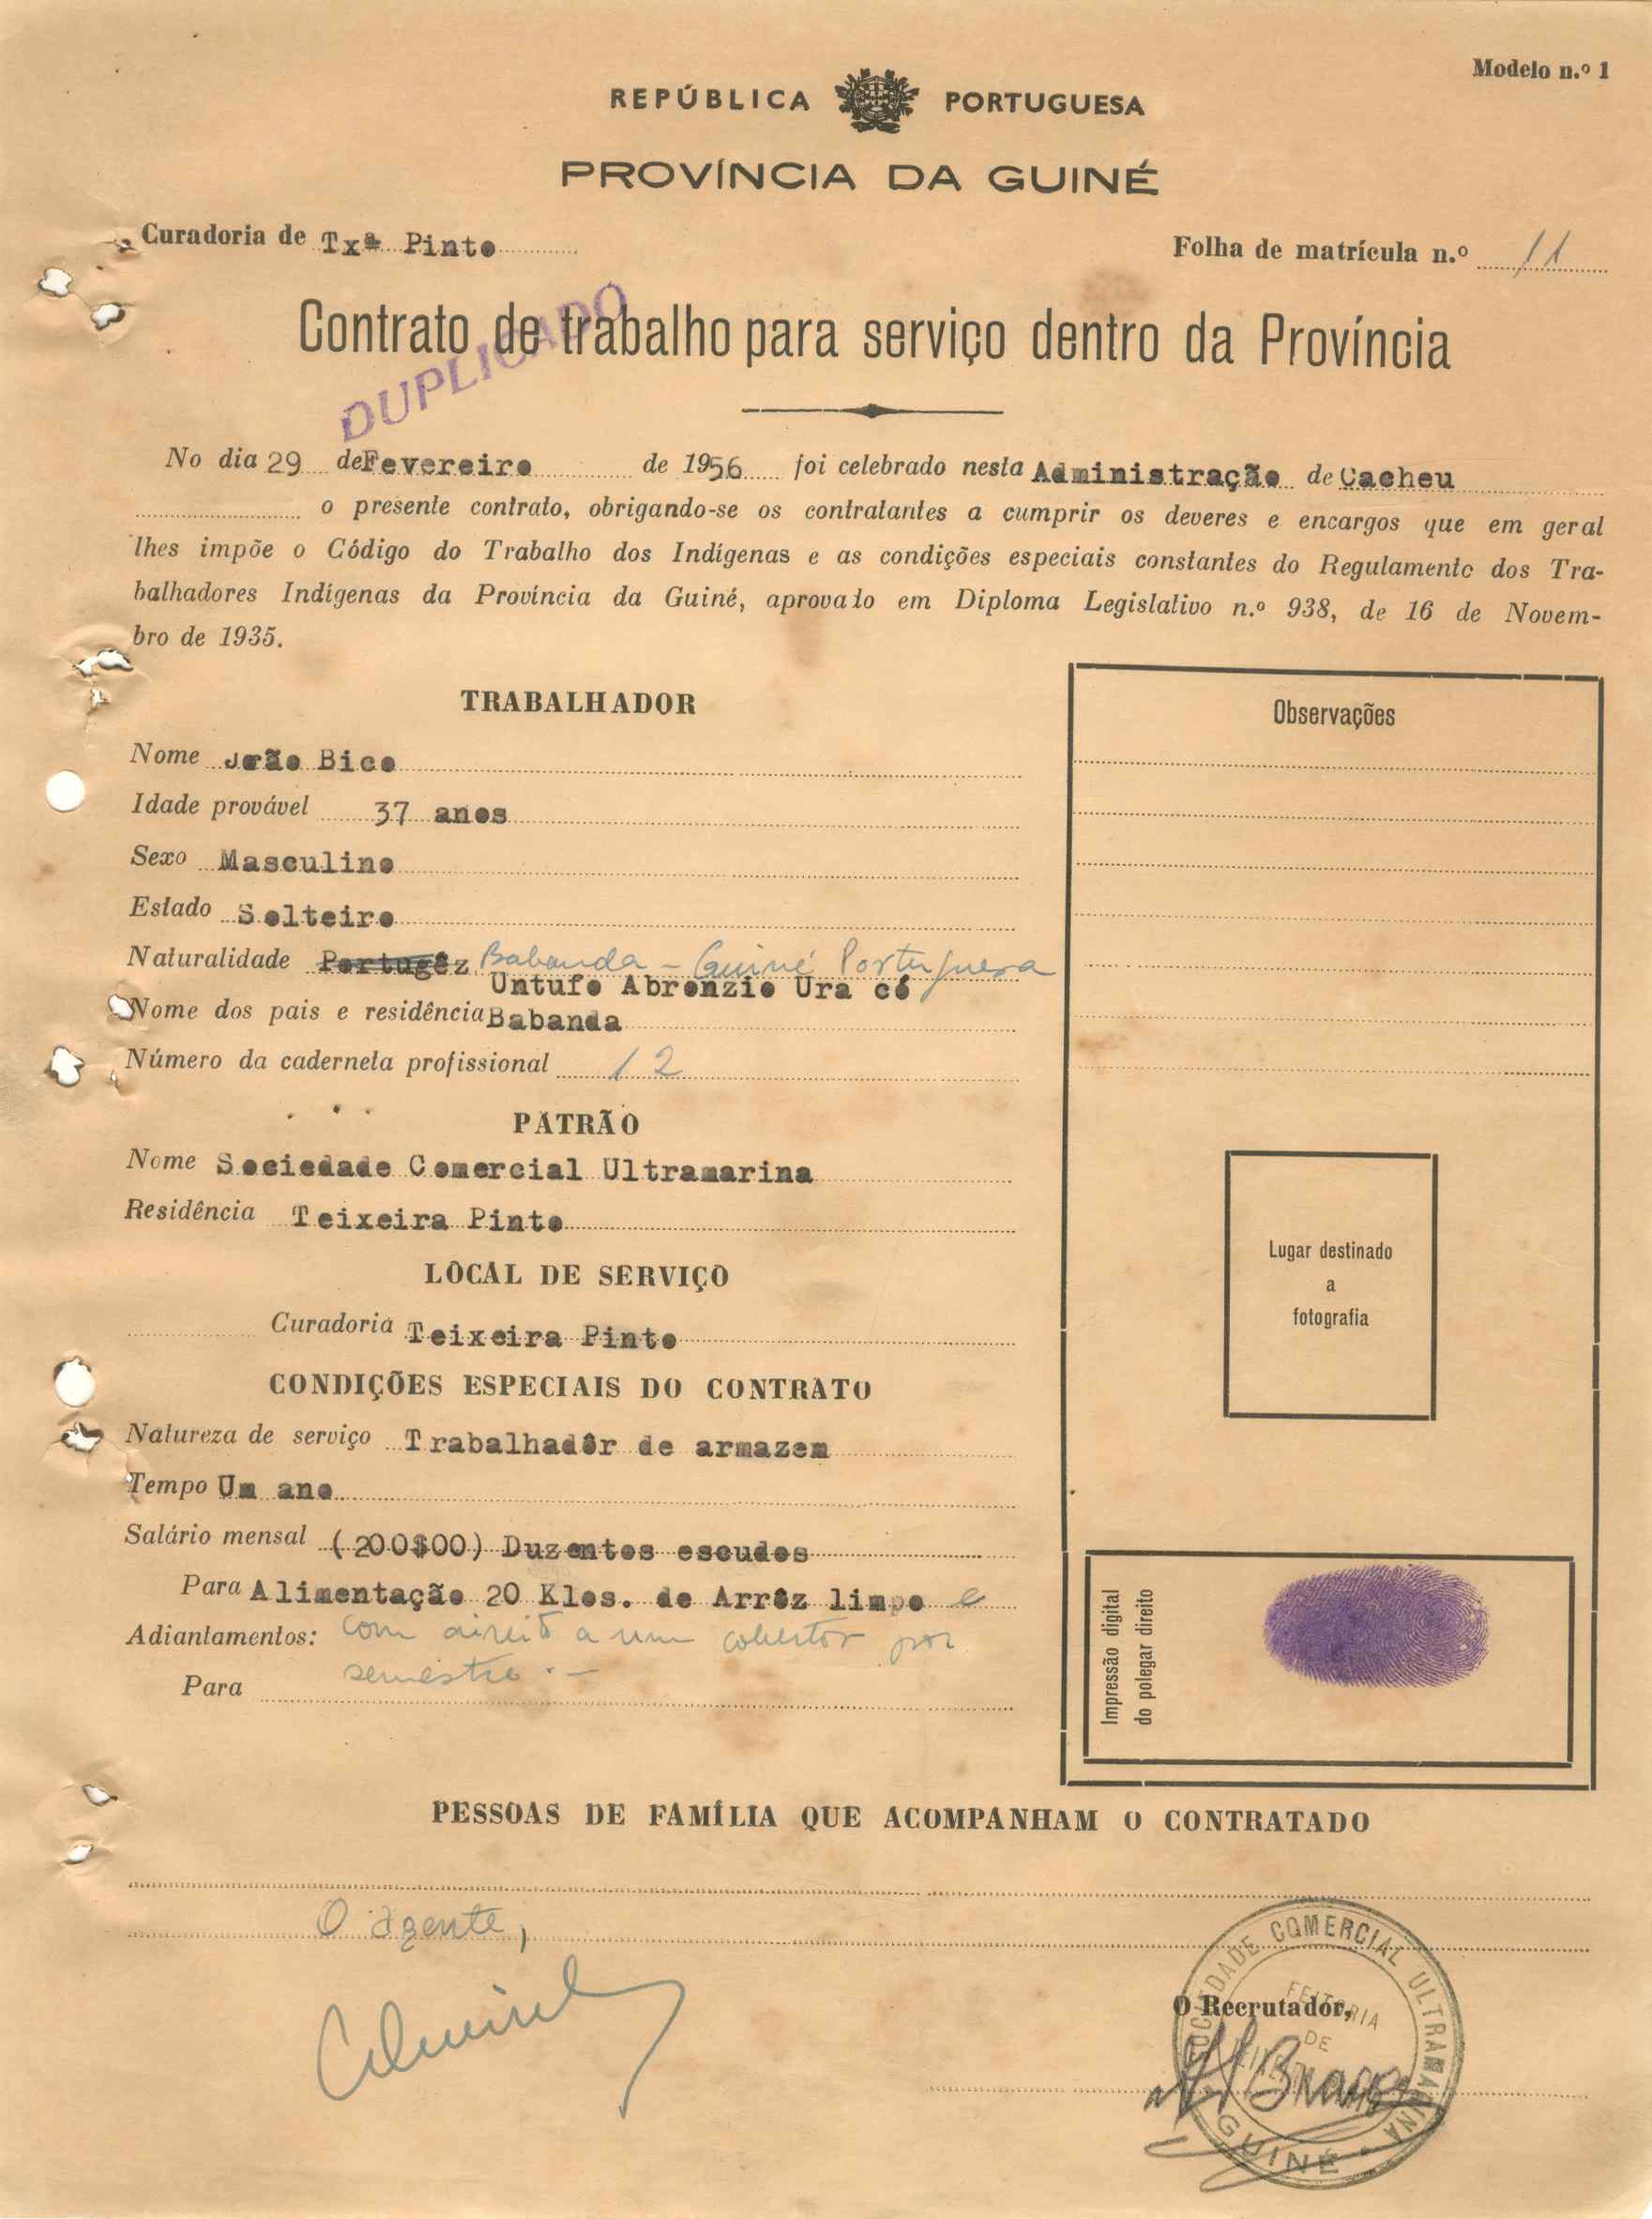 Modelo n.º 1
REPÚBLICA PORTUGUESA
PROVÍNCIA DA GUINÉ
Curadoria de Txª Pinto
Folha de matrícula n.º 11
Contrato de trabalho para serviço dentro da Província
DUPLICADO
No dia 29 de Fevereiro de 1956 foi celebrado nesta Administração de Cacheu
o presente contrato, obrigando-se os contratantes a cumprir os deveres e encargos que em geral
lhes impõe o Código do Trabalho dos Indígenas e as condições especiais constantes do Regulamento dos Tra-
balhadores Indígenas da Província da Guiné, aprovado em Diploma Legislativo n.º 938, de 16 de Novem-
bro de 1935.
TRABALHADOR
Nome João Bico
Idade provável 37 anos
Sexo Masculino
Estado Solteiro
Naturalidade Portugêz Babanda - Guiné Portuguesa
Untufo Abronzio Ura có
Nome dos pais e residência Babanda
Número da caderneta profissional 12
PATRÃO
Nome Sociedade Comercial Ultramarina
Residência Teixeira Pinto
LOCAL DE SERVIÇO
Curadoria Teixeira Pinto
CONDIÇÕES ESPECIAIS DO CONTRATO
Natureza de serviço Trabalhadôr de armazem
Tempo Um ano
Salário mensal (200$00) Duzentos escudos
Para Alimentação 20 Klos. de Arrôz limpo e
Adiantamentos: com direito a um cobertor por
semestre.-
Para
Observações
Lugar destinado
a
fotografia
Impressão digital
do polegar direito
PESSOAS DE FAMÍLIA QUE ACOMPANHAM O CONTRATADO
O agente,
O Recrutador,
SOCIEDADE COMERCIAL ULTRAMARINA
FEITORIA
DE
GUINÉ